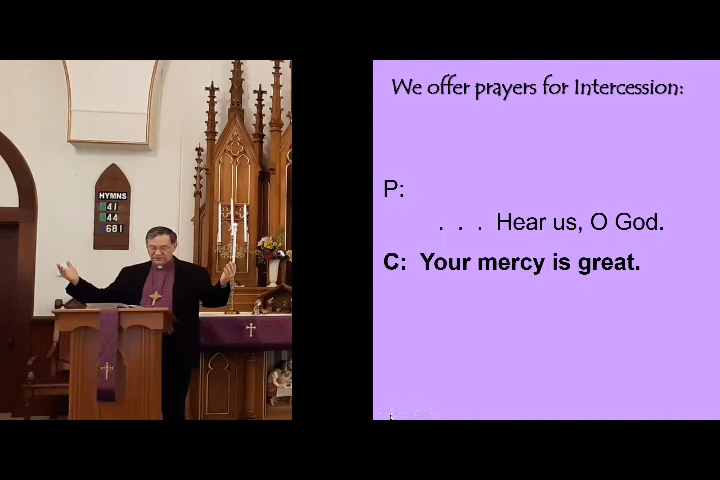 HYMNS
41
44
681
We offer prayers for Intercession:
P:
. . . Hear us, O God.
C: Your mercy is great.